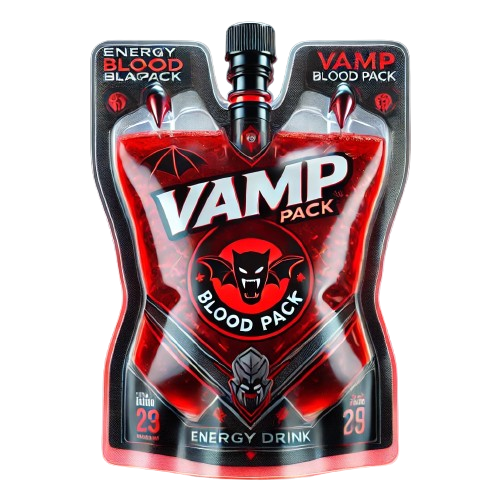 ENERGY
BLOOD
BLAPACK
VAMP
BLOOD PACK
VAMP
PACK
BLOOD PACK
23
29
ENERGY DRINK